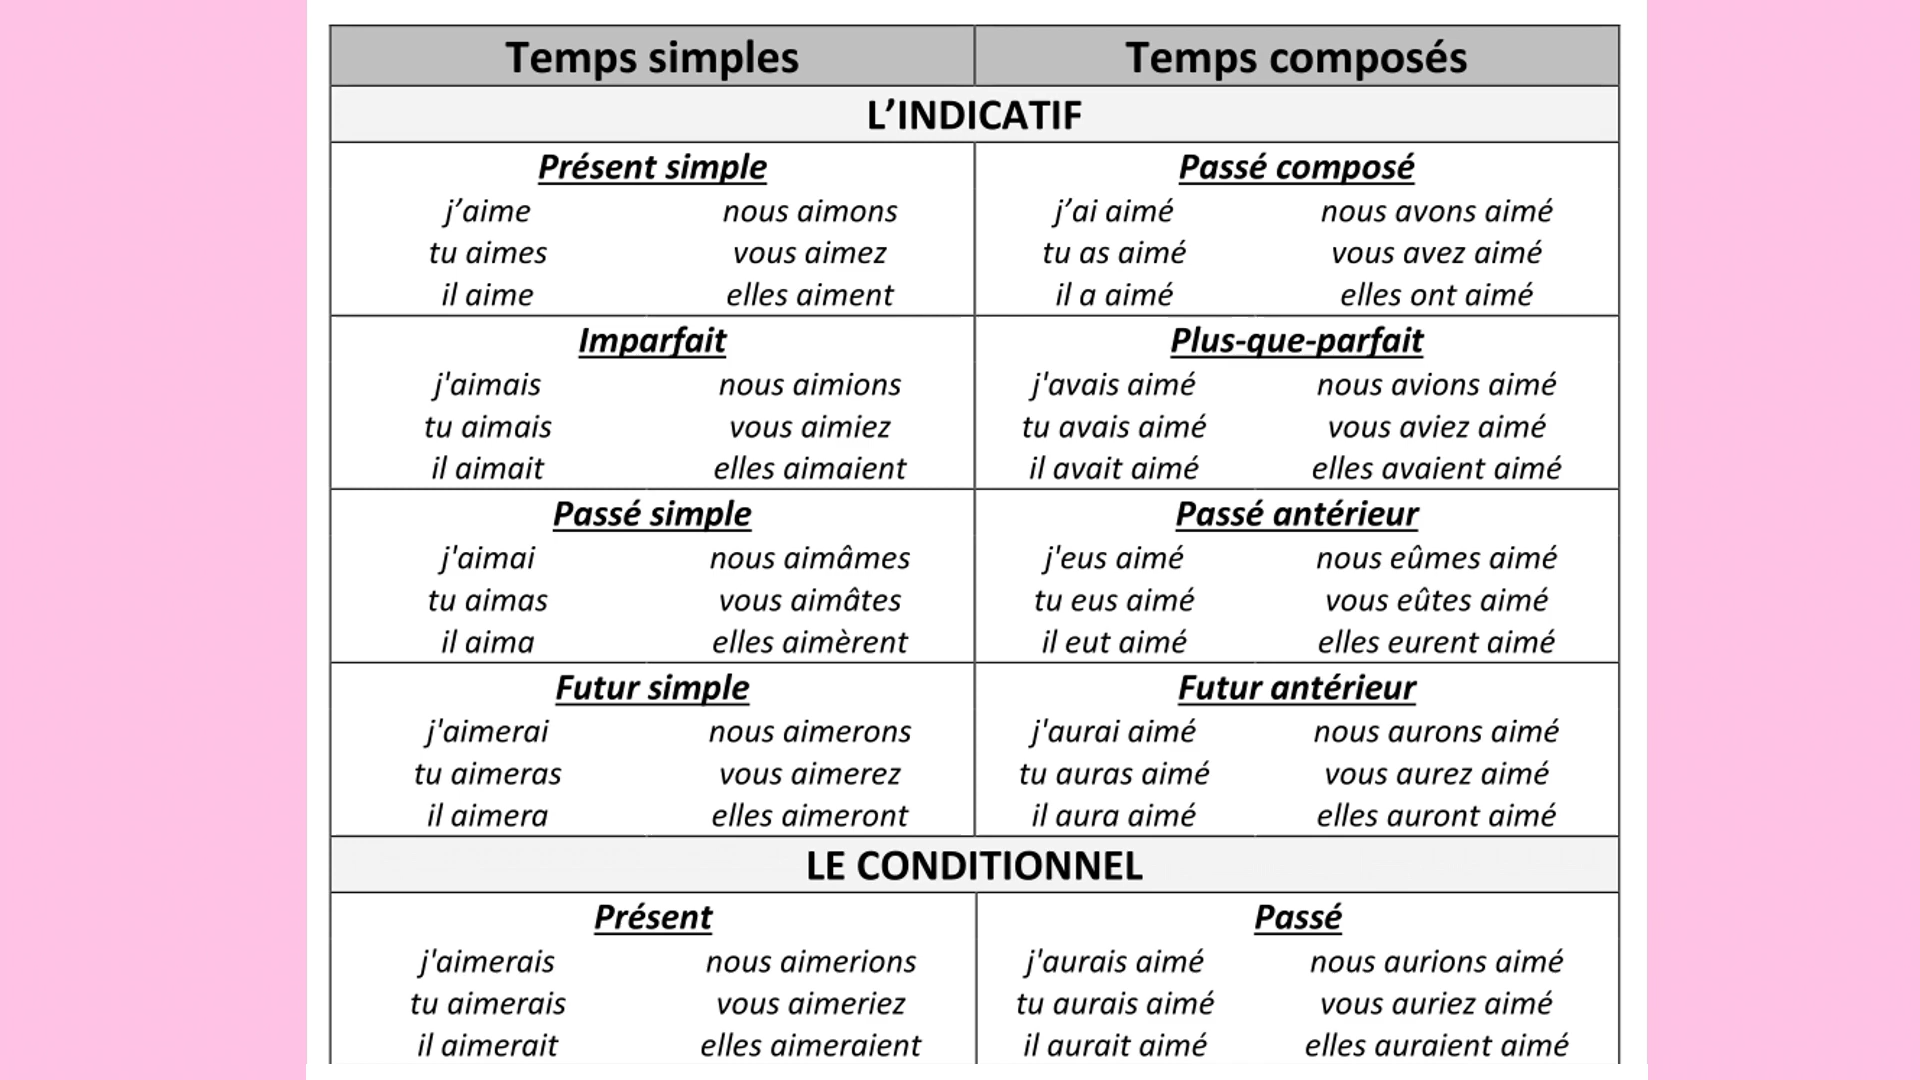 Temps simples Temps composés
L’INDICATIF
Présent simple Passé composé
j’aime nous aimons j’ai aimé nous avons aimé
tu aimes vous aimez tu as aimé vous avez aimé
il aime elles aiment il a aimé elles ont aimé
Imparfait Plus-que-parfait
j'aimais nous aimions j'avais aimé nous avions aimé
tu aimais vous aimiez tu avais aimé vous aviez aimé
il aimait elles aimaient il avait aimé elles avaient aimé
Passé simple Passé antérieur
j'aimai nous aimâmes j'eus aimé nous eûmes aimé
tu aimas vous aimâtes tu eus aimé vous eûtes aimé
il aima elles aimèrent il eut aimé elles eurent aimé
Futur simple Futur antérieur
j'aimerai nous aimerons j'aurai aimé nous aurons aimé
tu aimeras vous aimerez tu auras aimé vous aurez aimé
il aimera elles aimeront il aura aimé elles auront aimé
LE CONDITIONNEL
Présent Passé
j'aimerais nous aimerions j'aurais aimé nous aurions aimé
tu aimerais vous aimeriez tu aurais aimé vous auriez aimé
il aimerait elles aimeraient il aurait aimé elles auraient aimé